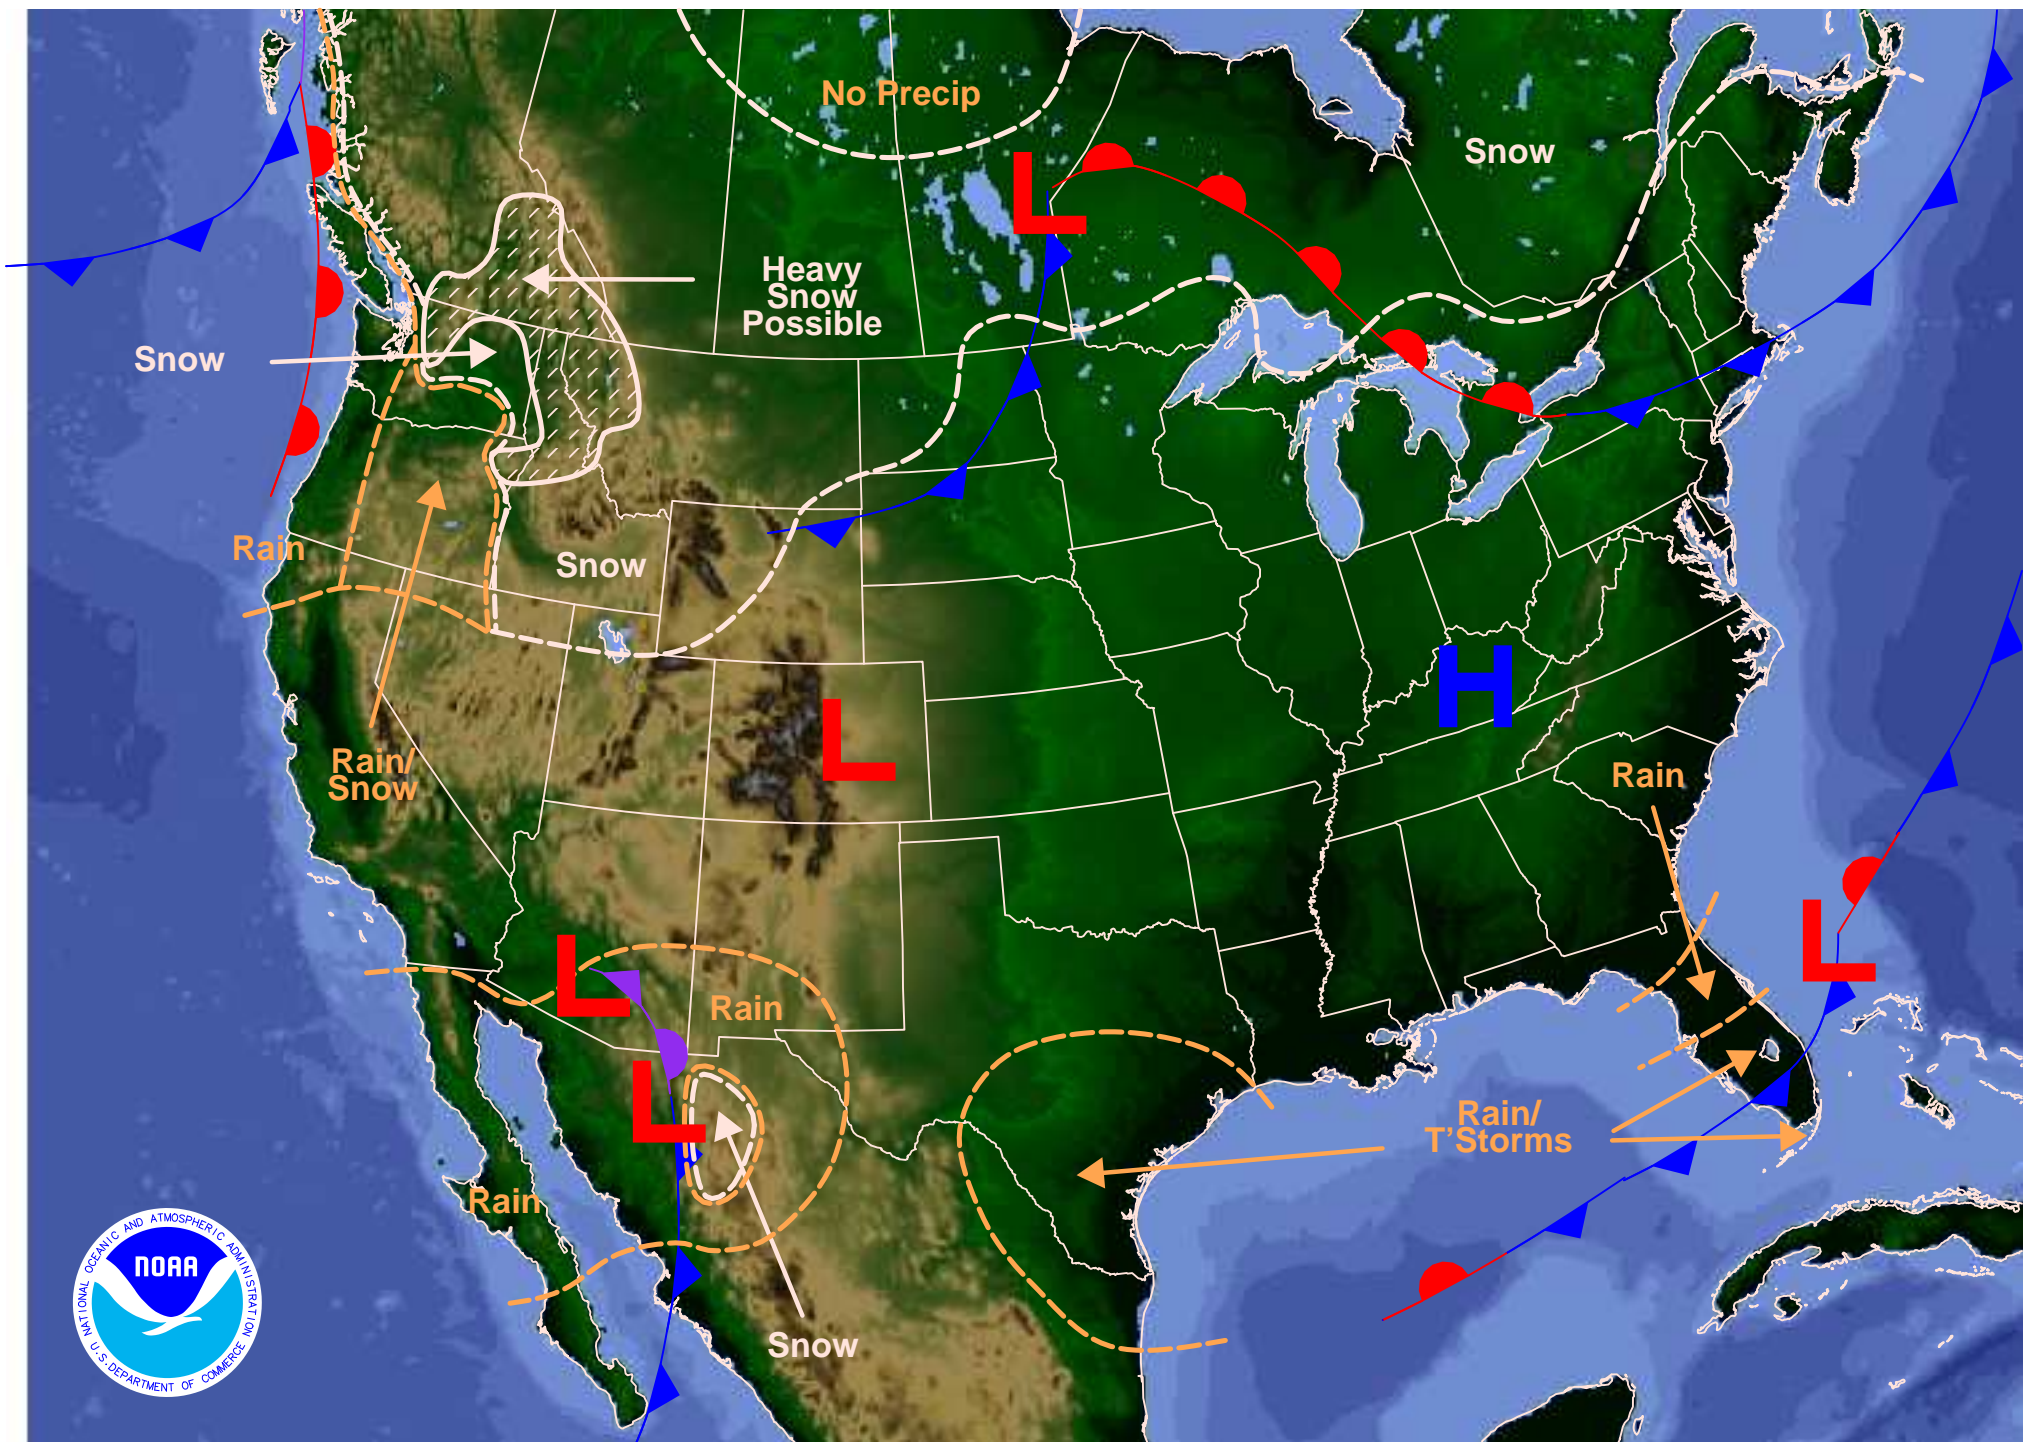 No Precip
Snow
L
Heavy
Snow
Possible
Snow
Rain
Snow
H
L
Rain/
Snow
Rain
L
L
Rain
L
Rain/
T'Storms
Rain
Snow
NOAA
NATIONAL OCEANIC AND ATMOSPHERIC ADMINISTRATION
U.S. DEPARTMENT OF COMMERCE